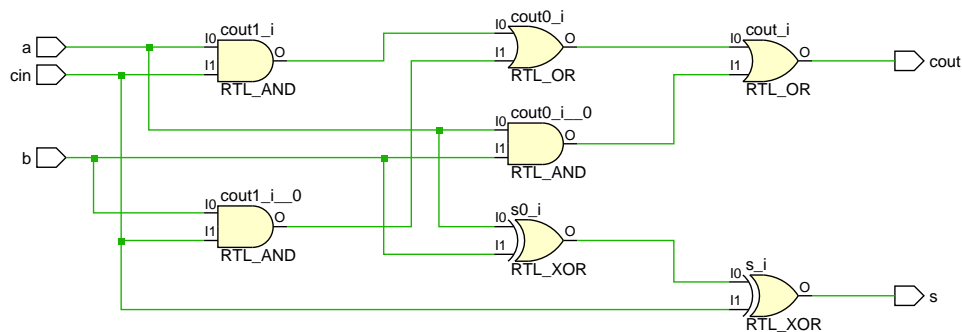 cout1_i
I0
I1
O
RTL_AND
cout0_i
I0
I1
O
RTL_OR
cout_i
I0
I1
O
RTL_OR
a
cin
cout
cout0_i__0
I0
I1
O
RTL_AND
b
cout1_i__0
I0
I1
O
RTL_AND
s0_i
I0
I1
O
RTL_XOR
s_i
I0
I1
O
RTL_XOR
s